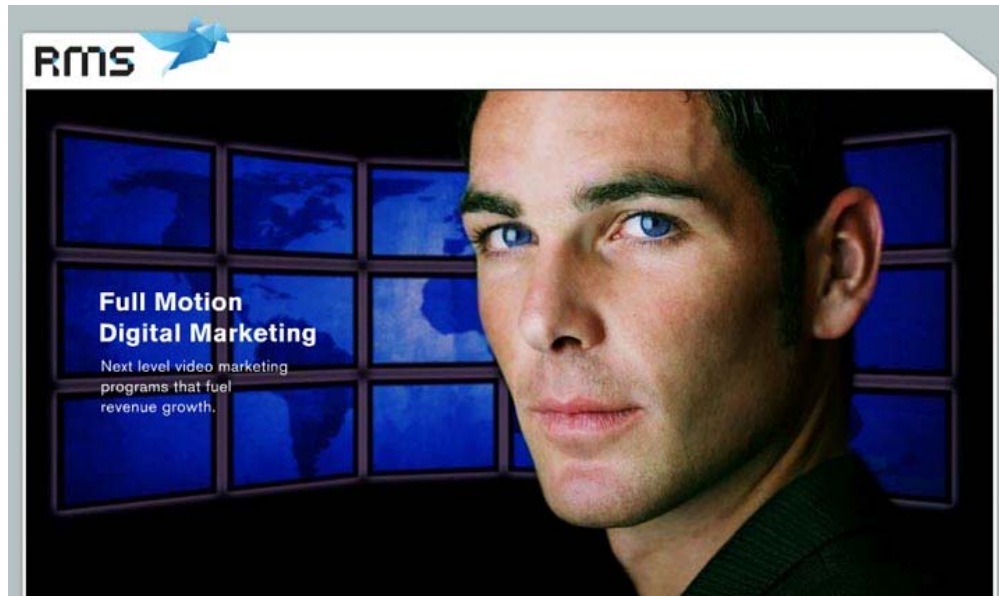 RMS
Full Motion
Digital Marketing
Next level video marketing
programs that fuel
revenue growth.